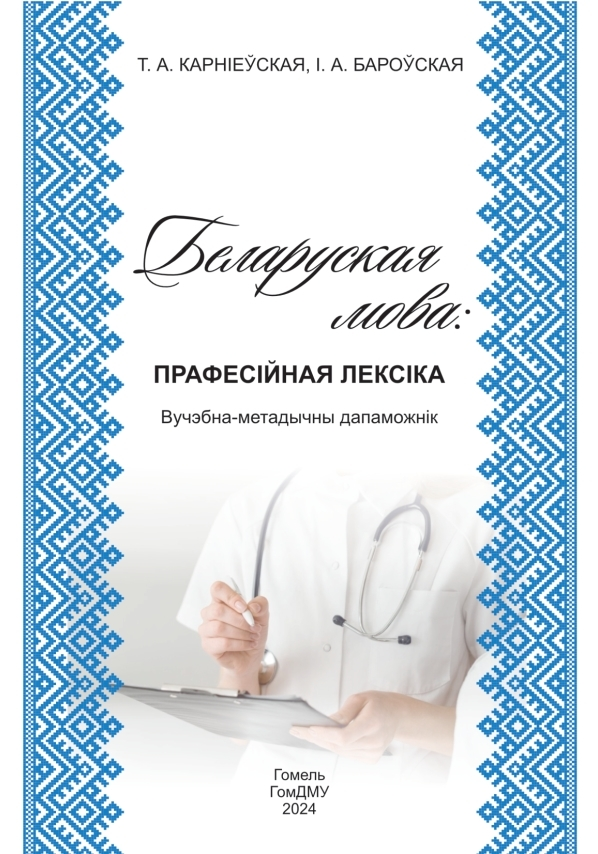 Т. А. КАРНІЕЎСКАЯ, І. А. БАРОЎСКАЯ
Беларуская
мова:
ПРАФЕСІЙНАЯ ЛЕКСІКА
Вучэбна-метадычны дапаможнік
Гомель
ГомДМУ
2024